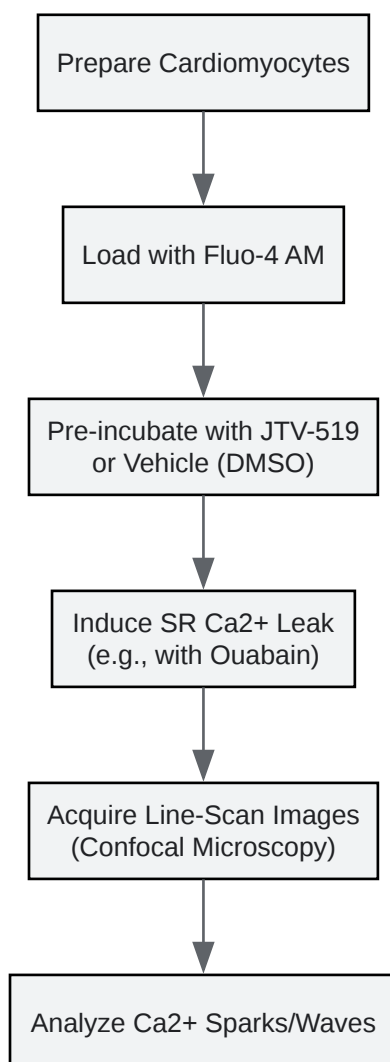 Prepare Cardiomyocytes
Load with Fluo-4 AM
Pre-incubate with JTV-519
or Vehicle (DMSO)
Induce SR Ca2+ Leak
(e.g., with Ouabain)
Acquire Line-Scan Images
(Confocal Microscopy)
Analyze Ca2+ Sparks/Waves